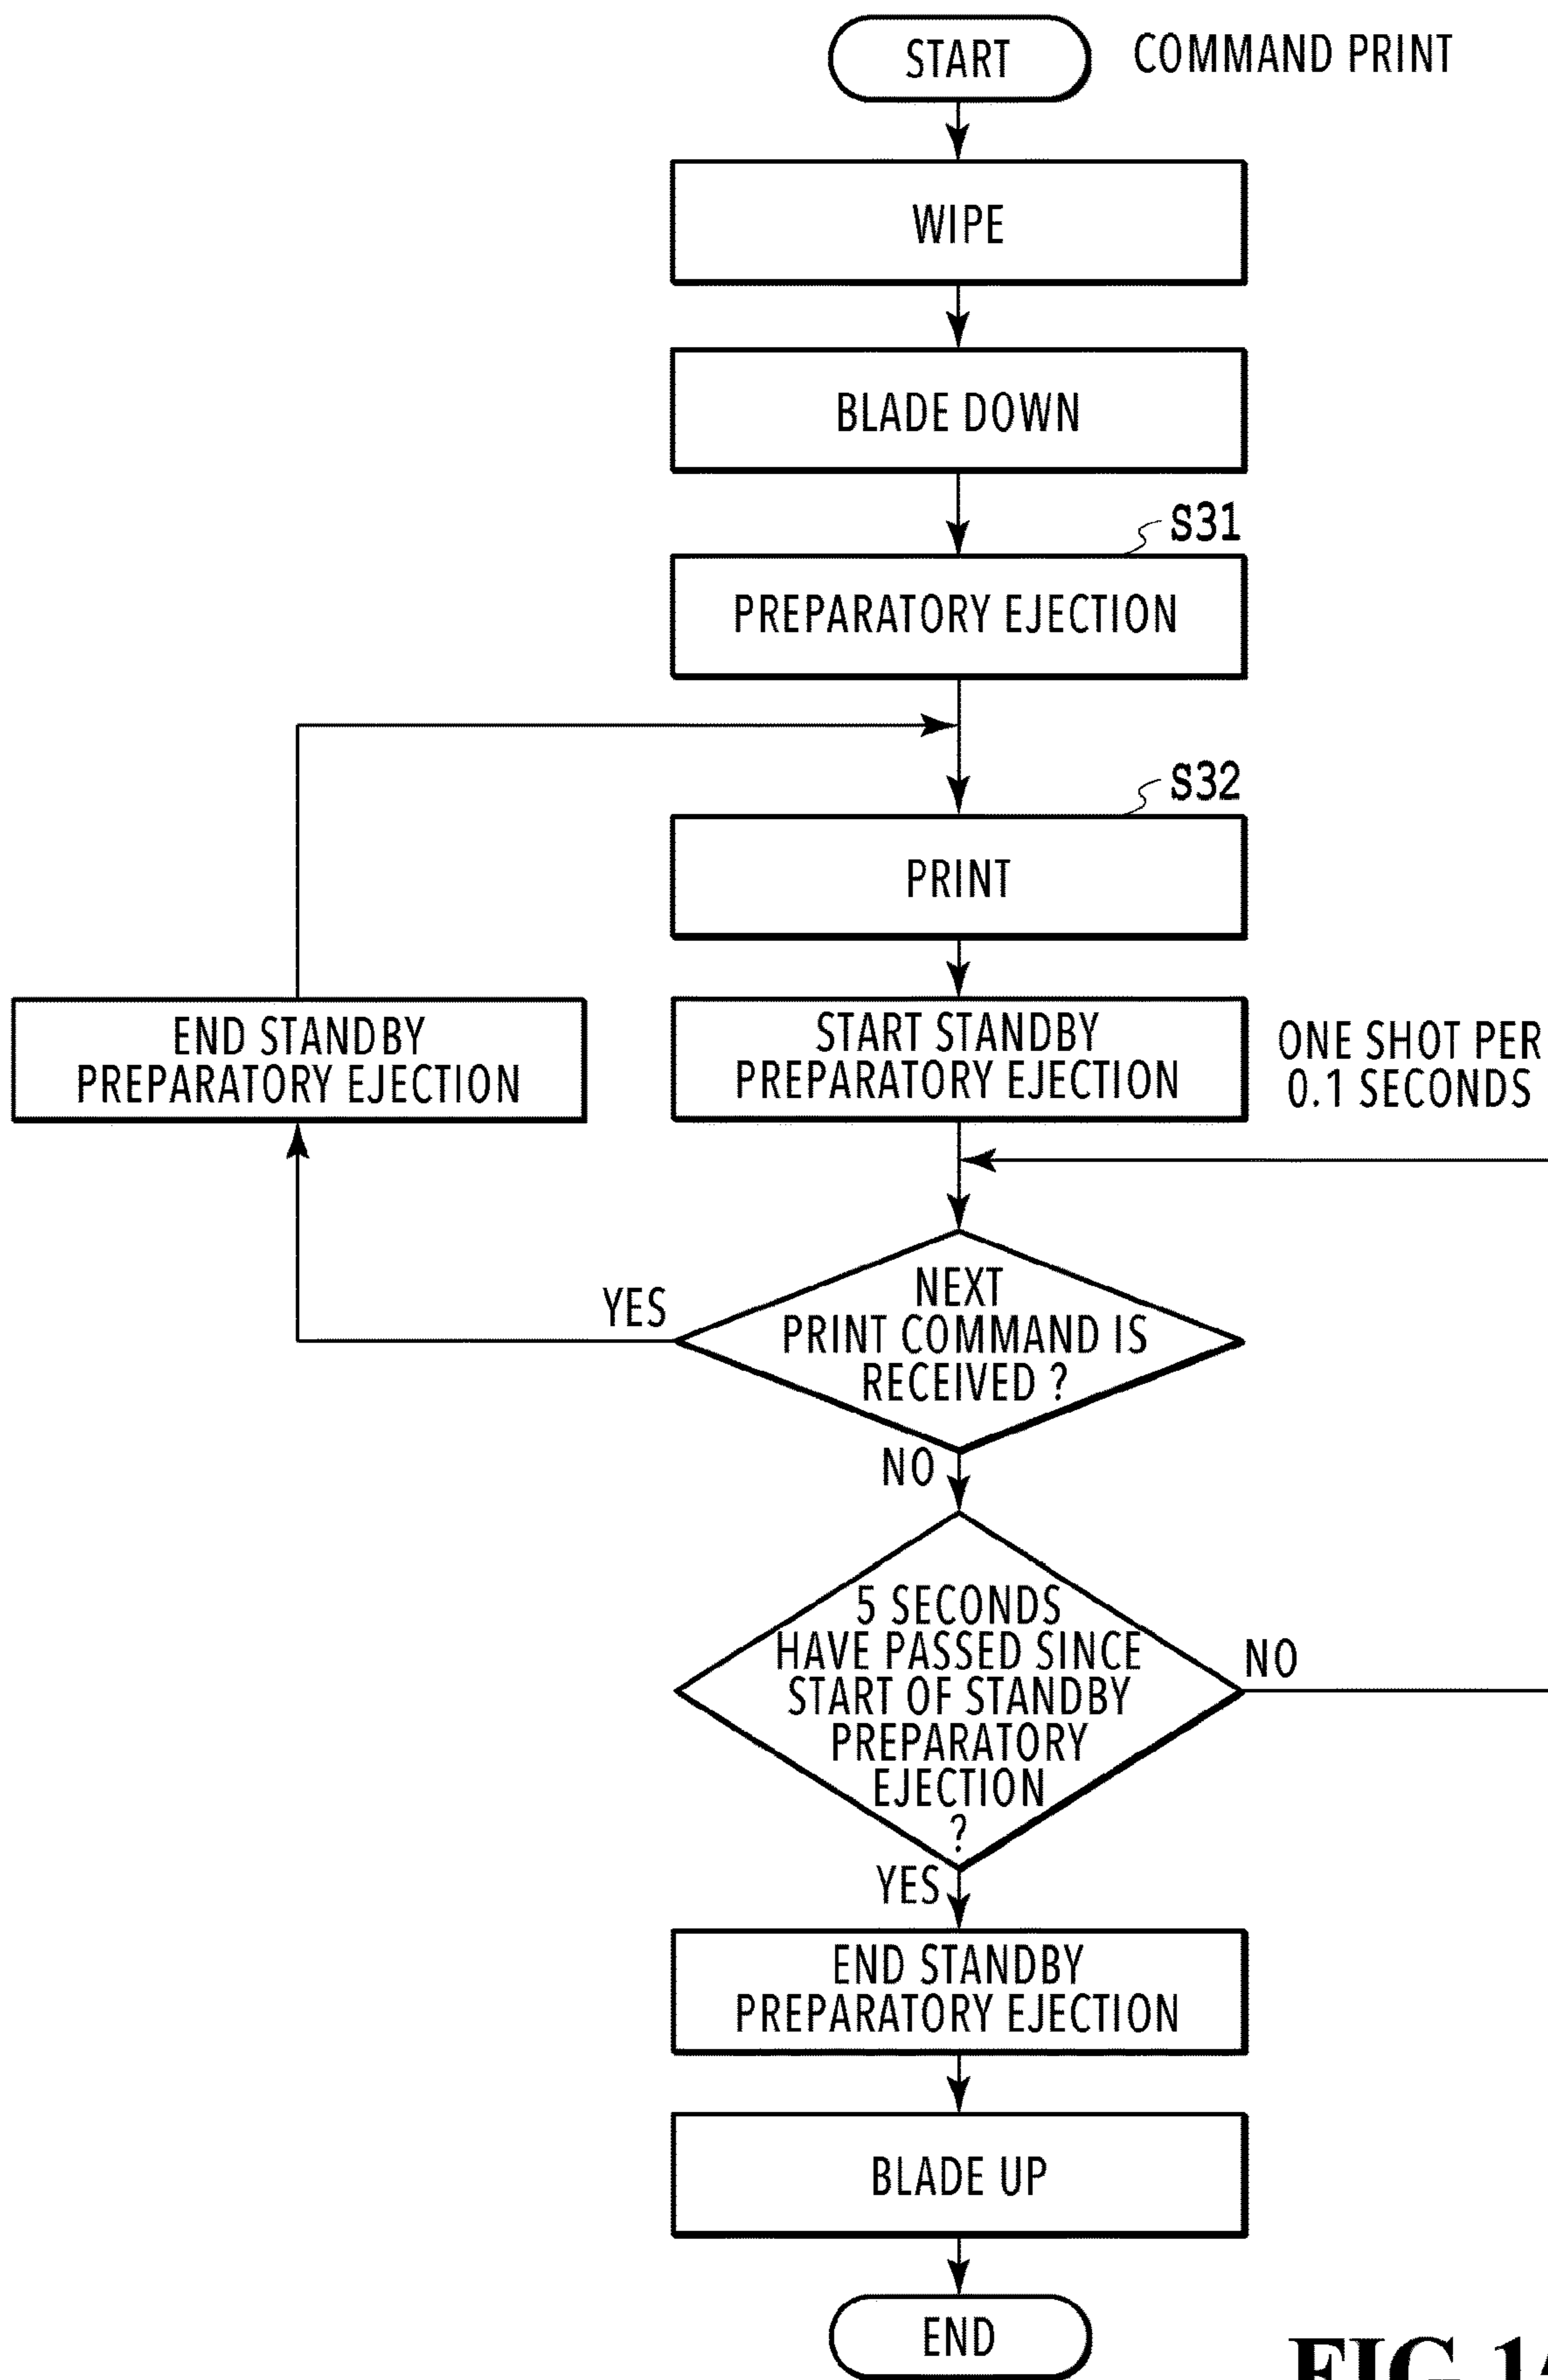 START
COMMAND PRINT
WIPE
BLADE DOWN
S31
PREPARATORY EJECTION
S32
PRINT
END STANDBY
PREPARATORY EJECTION
START STANDBY
PREPARATORY EJECTION
ONE SHOT PER
0.1 SECONDS
YES
NEXT
PRINT COMMAND IS
RECEIVED ?
NO
5 SECONDS
HAVE PASSED SINCE
START OF STANDBY
PREPARATORY
EJECTION
?
NO
YES
END STANDBY
PREPARATORY EJECTION
BLADE UP
END